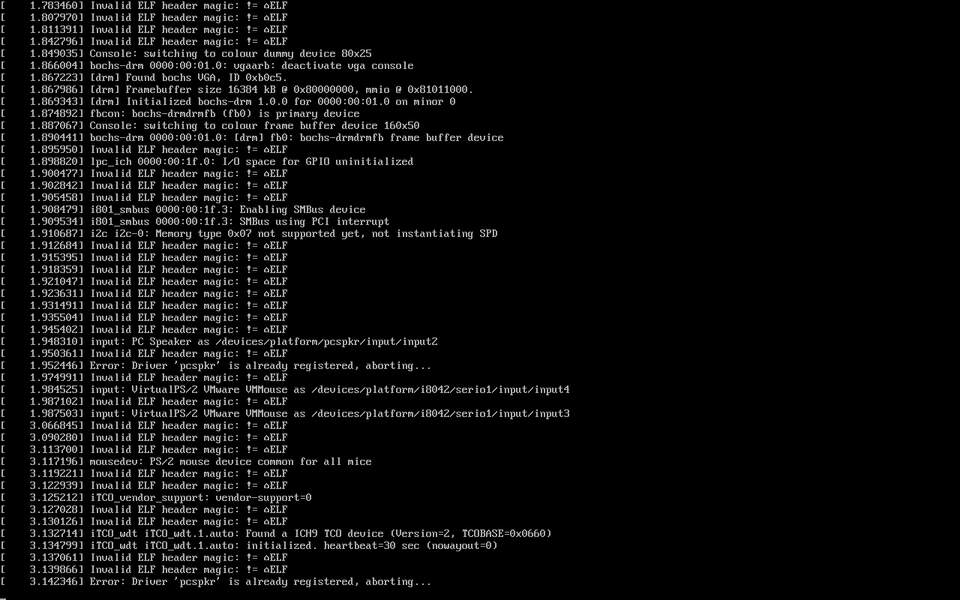 [    1.783460] Invalid ELF header magic: != ⌂ELF
[    1.807970] Invalid ELF header magic: != ⌂ELF
[    1.811391] Invalid ELF header magic: != ⌂ELF
[    1.842796] Invalid ELF header magic: != ⌂ELF
[    1.849035] Console: switching to colour dummy device 80x25
[    1.866004] bochs-drm 0000:00:01.0: vgaarb: deactivate vga console
[    1.867223] [drm] Found bochs VGA, ID 0xb0c5.
[    1.867986] [drm] Framebuffer size 16384 kB @ 0x80000000, mmio @ 0x81011000.
[    1.869343] [drm] Initialized bochs-drm 1.0.0 for 0000:00:01.0 on minor 0
[    1.874892] fbcon: bochs-drmdrmfb (fb0) is primary device
[    1.887067] Console: switching to colour frame buffer device 160x50
[    1.890441] bochs-drm 0000:00:01.0: [drm] fb0: bochs-drmdrmfb frame buffer device
[    1.895950] Invalid ELF header magic: != ⌂ELF
[    1.898820] lpc_ich 0000:00:1f.0: I/O space for GPIO uninitialized
[    1.900477] Invalid ELF header magic: != ⌂ELF
[    1.902842] Invalid ELF header magic: != ⌂ELF
[    1.905458] Invalid ELF header magic: != ⌂ELF
[    1.908479] i801_smbus 0000:00:1f.3: Enabling SMBus device
[    1.909534] i801_smbus 0000:00:1f.3: SMBus using PCI interrupt
[    1.910687] i2c i2c-0: Memory type 0x07 not supported yet, not instantiating SPD
[    1.912684] Invalid ELF header magic: != ⌂ELF
[    1.915395] Invalid ELF header magic: != ⌂ELF
[    1.918359] Invalid ELF header magic: != ⌂ELF
[    1.921047] Invalid ELF header magic: != ⌂ELF
[    1.923631] Invalid ELF header magic: != ⌂ELF
[    1.931491] Invalid ELF header magic: != ⌂ELF
[    1.935504] Invalid ELF header magic: != ⌂ELF
[    1.945402] Invalid ELF header magic: != ⌂ELF
[    1.948310] input: PC Speaker as /devices/platform/pcspkr/input/input2
[    1.950361] Invalid ELF header magic: != ⌂ELF
[    1.952446] Error: Driver 'pcspkr' is already registered, aborting...
[    1.974991] Invalid ELF header magic: != ⌂ELF
[    1.984525] input: VirtualPS/2 VMware VMMouse as /devices/platform/i8042/serio1/input/input4
[    1.987102] Invalid ELF header magic: != ⌂ELF
[    1.987503] input: VirtualPS/2 VMware VMMouse as /devices/platform/i8042/serio1/input/input3
[    3.066845] Invalid ELF header magic: != ⌂ELF
[    3.090280] Invalid ELF header magic: != ⌂ELF
[    3.113700] Invalid ELF header magic: != ⌂ELF
[    3.117196] mousedev: PS/2 mouse device common for all mice
[    3.119221] Invalid ELF header magic: != ⌂ELF
[    3.122939] Invalid ELF header magic: != ⌂ELF
[    3.125212] iTCO_vendor_support: vendor-support=0
[    3.127028] Invalid ELF header magic: != ⌂ELF
[    3.130126] Invalid ELF header magic: != ⌂ELF
[    3.132714] iTCO_wdt iTCO_wdt.1.auto: Found a ICH9 TCO device (Version=2, TCOBASE=0x0660)
[    3.134799] iTCO_wdt iTCO_wdt.1.auto: initialized. heartbeat=30 sec (nowayout=0)
[    3.137061] Invalid ELF header magic: != ⌂ELF
[    3.139866] Invalid ELF header magic: != ⌂ELF
[    3.142346] Error: Driver 'pcspkr' is already registered, aborting...